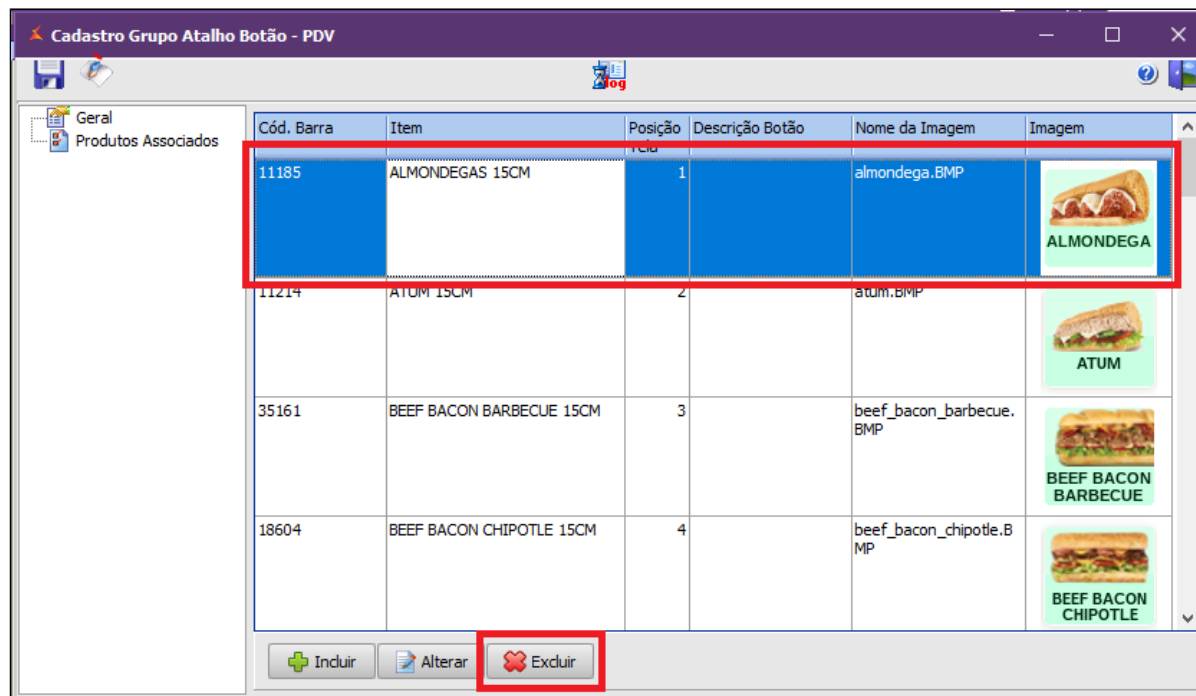 Cadastro Grupo Atalho Botão - PDV
log
Geral
Produtos Associados
Cód. Barra Item Posição Descrição Botão Nome da Imagem Imagem
Tela
11185 ALMONDEGAS 15CM 1 almondega.BMP
ALMONDEGA
11214 ATUM 15CM 2 atum.BMP
ATUM
35161 BEEF BACON BARBECUE 15CM 3 beef_bacon_barbecue.
BMP
BEEF BACON
BARBECUE
18604 BEEF BACON CHIPOTLE 15CM 4 beef_bacon_chipotle.B
MP
BEEF BACON
CHIPOTLE
Incluir Alterar Excluir